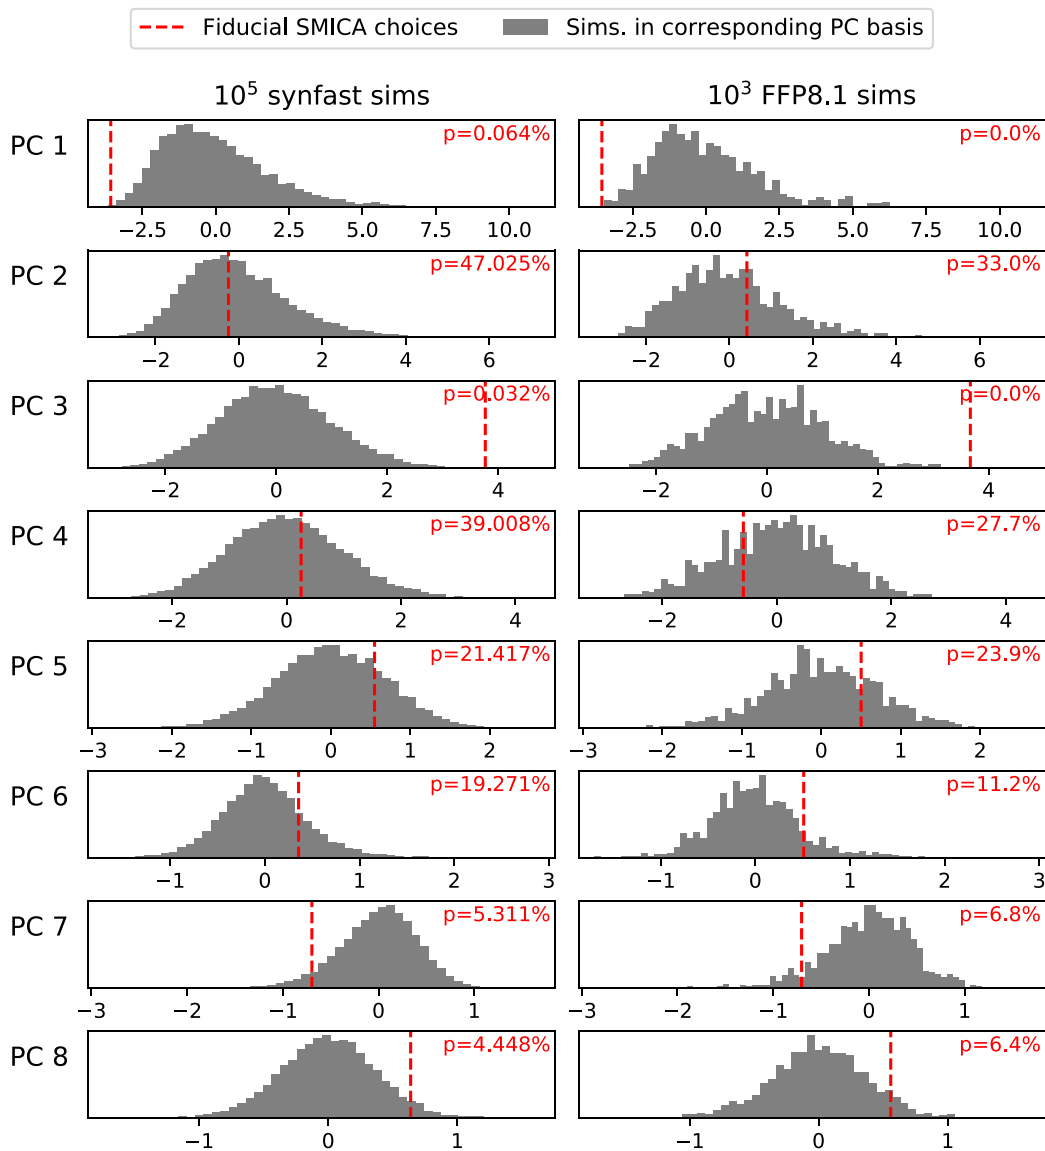 Fiducial SMICA choices Sims. in corresponding PC basis
10⁵ synfast sims 10³ FFP8.1 sims
PC 1 p=0.064% p=0.0%
−2.5 0.0 2.5 5.0 7.5 10.0 −2.5 0.0 2.5 5.0 7.5 10.0
PC 2 p=47.025% p=33.0%
−2 0 2 4 6 −2 0 2 4 6
PC 3 p=0.032% p=0.0%
−2 0 2 4 −2 0 2 4
PC 4 p=39.008% p=27.7%
−2 0 2 4 −2 0 2 4
PC 5 p=21.417% p=23.9%
−3 −2 −1 0 1 2 −3 −2 −1 0 1 2
PC 6 p=19.271% p=11.2%
−1 0 1 2 3 −1 0 1 2 3
PC 7 p=5.311% p=6.8%
−3 −2 −1 0 1 −3 −2 −1 0 1
PC 8 p=4.448% p=6.4%
−1 0 1 −1 0 1